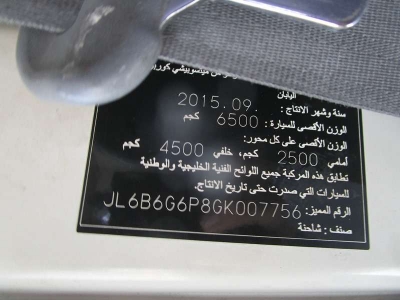 من ميتسوبيشي
اليابان
سنة وشهر الانتاج: 2015.09.
الوزن الأقصى للسيارة: 6500 كجم
الوزن الأقصى على كل محور:
أمامي 2500 كجم، خلفي 4500 كجم
تطابق هذه المركبة جميع اللوائح الفنية الخليجية والوطنية
للسيارات التي صدرت حتى تاريخ الانتاج.
الرقم المميز: JL6B6G6P8GK007756
صنف: شاحنة